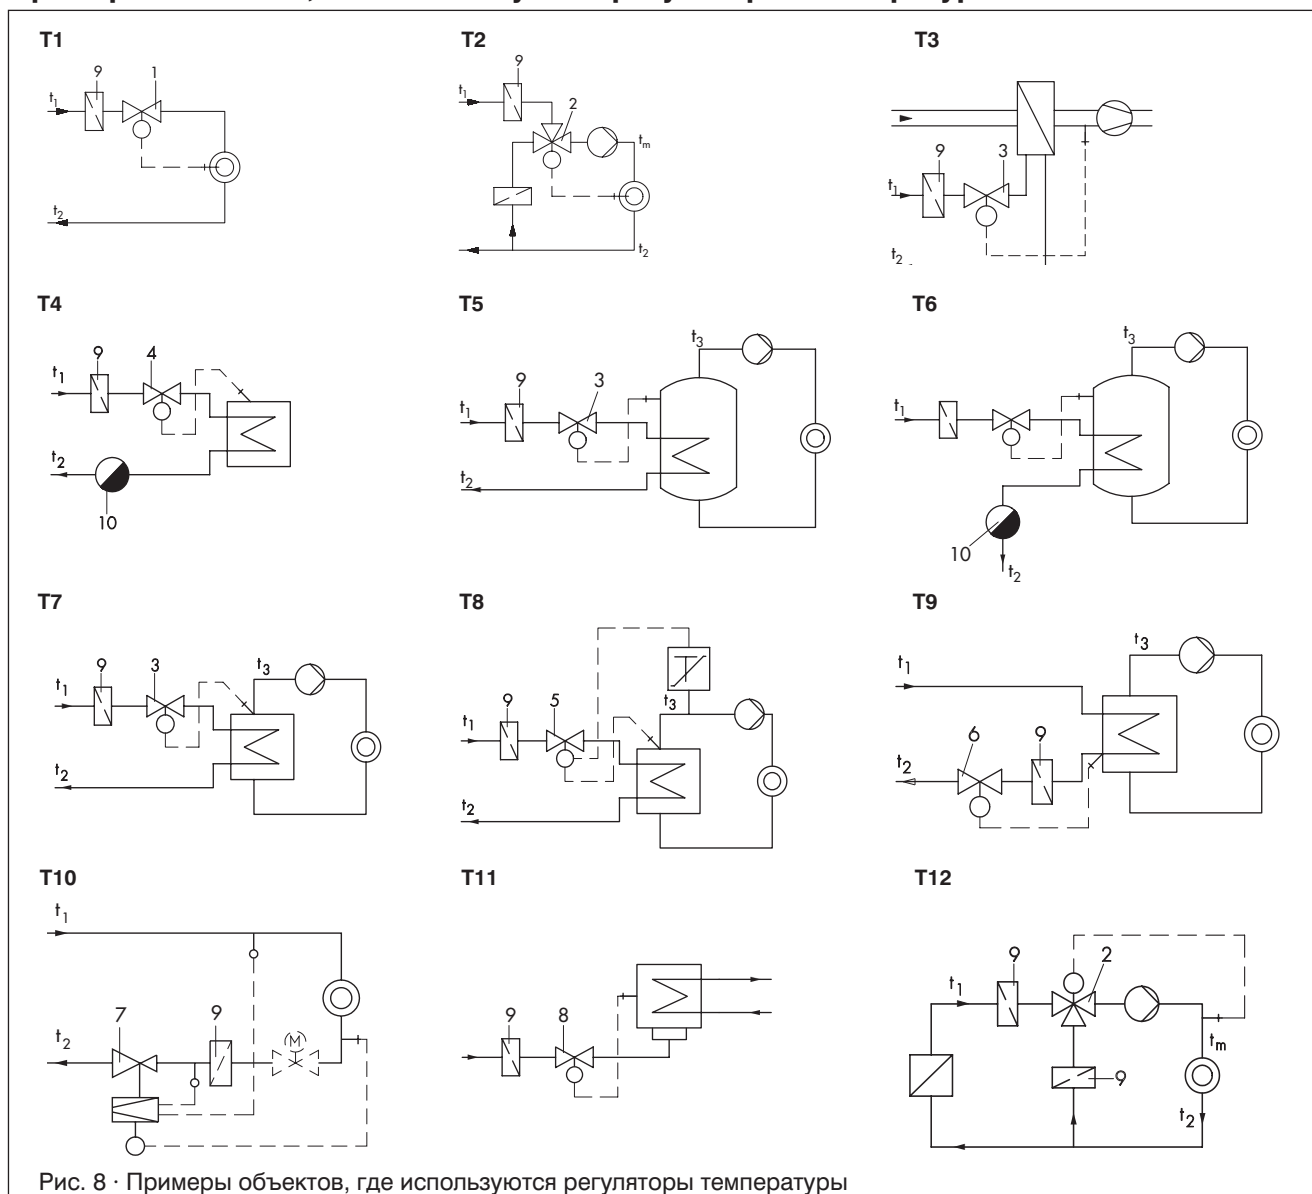 T1
9
1
t₁
t₂
T2
9
t₁
2
tₘ
t₂
T3
9
3
t₁
t₂
T4
9
4
t₁
t₂
10
T5
t₃
9
3
t₁
t₂
T6
t₃
t₁
10
t₂
T7
9
3
t₃
t₁
t₂
T8
9
5
t₃
t₁
t₂
T9
t₃
t₁
6
9
t₂
T10
t₁
7
9
M
t₂
T11
9
8
T12
9
2
t₁
tₘ
9
t₂
Рис. 8 · Примеры объектов, где используются регуляторы температуры